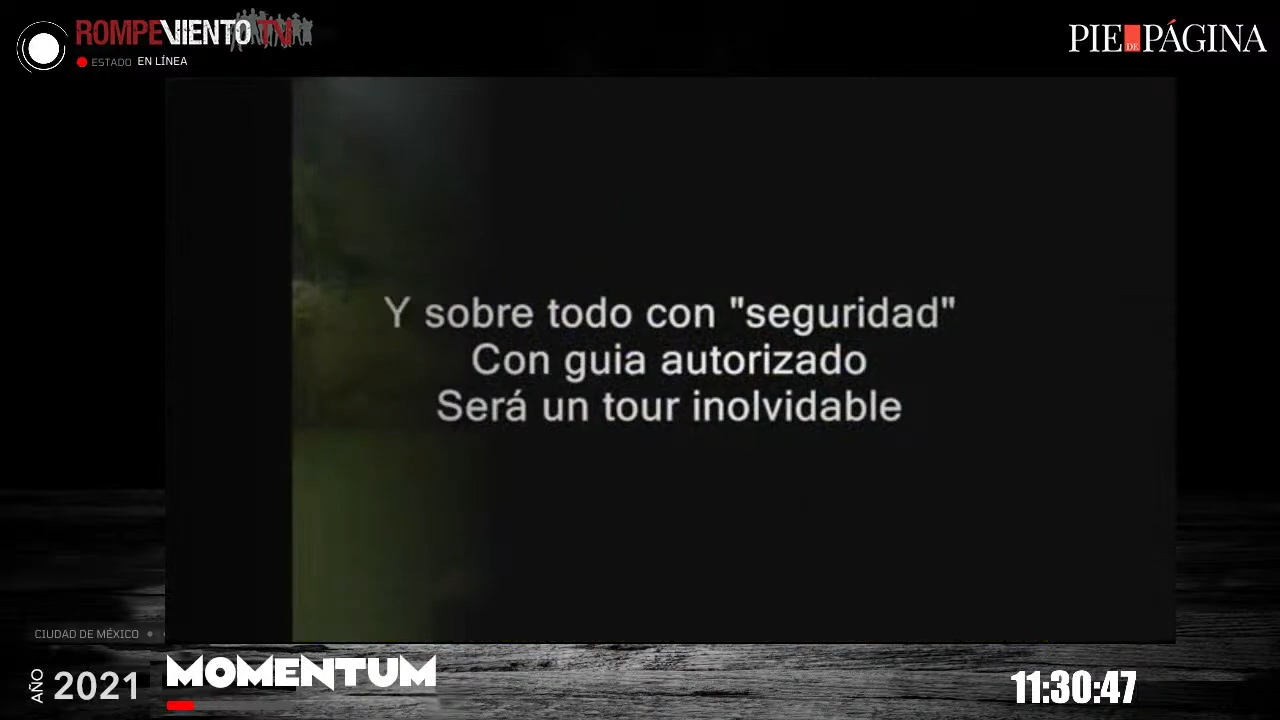 ROMPEVIENTO TV
ESTADO EN LÍNEA
PIE DE PÁGINA
Y sobre todo con "seguridad"
Con guia autorizado
Será un tour inolvidable
CIUDAD DE MÉXICO
AÑO 2021
MOMENTUM
11:30:47